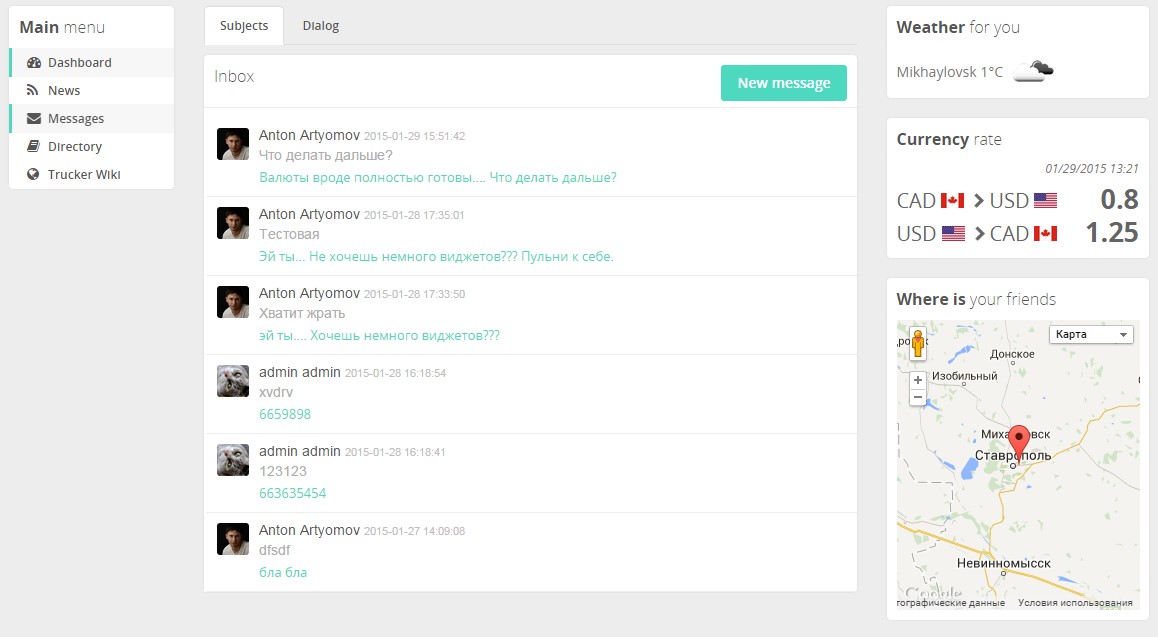 Main menu
Dashboard
News
Messages
Directory
Trucker Wiki
Subjects
Dialog
Inbox
New message
Anton Artyomov 2015-01-29 15:51:42
Что делать дальше?
Валюты вроде полностью готовы.... Что делать дальше?
Anton Artyomov 2015-01-28 17:35:01
Тестовая
Эй ты... Не хочешь немного виджетов??? Пульни к себе.
Anton Artyomov 2015-01-28 17:33:50
Хватит жрать
эй ты.... Хочешь немного виджетов???
admin admin 2015-01-28 16:18:54
xvdrv
6659898
admin admin 2015-01-28 16:18:41
123123
663635454
Anton Artyomov 2015-01-27 14:09:08
dfsdf
бла бла
Weather for you
Mikhaylovsk 1°C
Currency rate
01/29/2015 13:21
CAD > USD 0.8
USD > CAD 1.25
Where is your friends
Карта
Донское
Изобильный
Ставрополь
Невинномысск
Google
тографические данные Условия использования